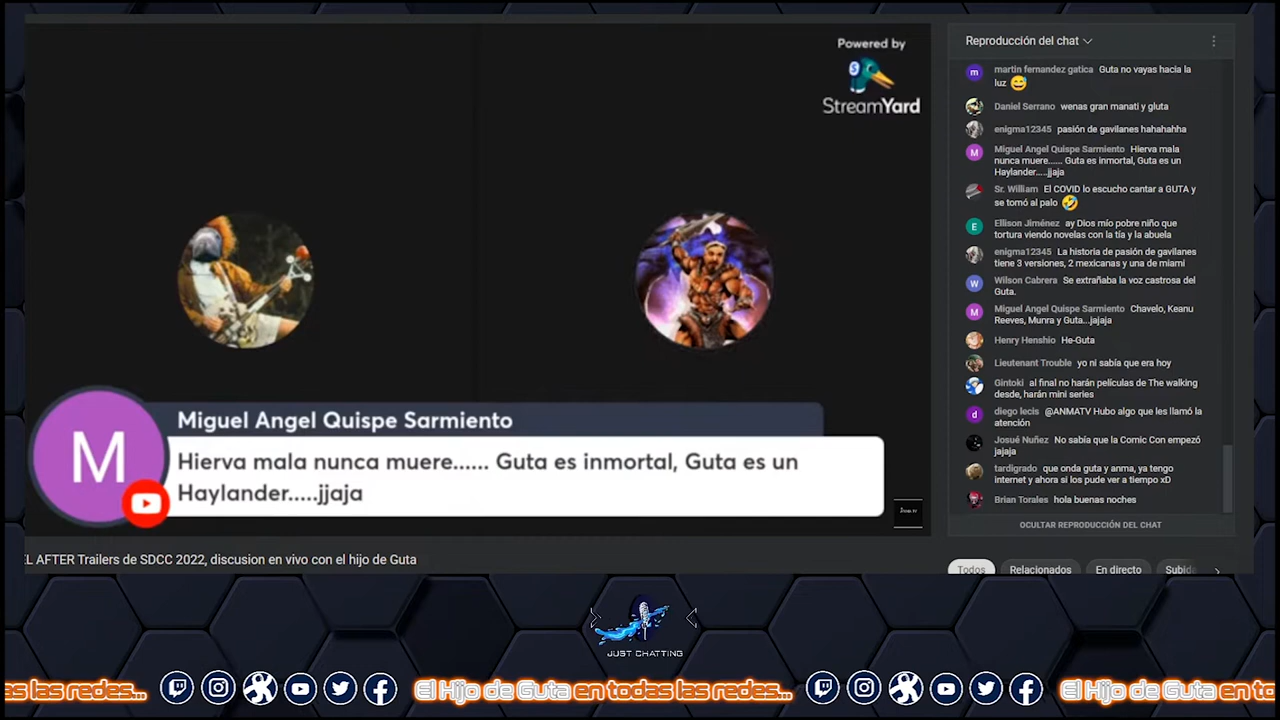 Powered by
StreamYard
Miguel Angel Quispe Sarmiento
Hierva mala nunca muere...... Guta es inmortal, Guta es un
Haylander.....jjaja
AFTER Trailers de SDCC 2022, discusion en vivo con el hijo de Guta
Reproducción del chat
martin fernandez gatica Guta no vayas hacia la
luz 😅
Daniel Serrano wenas gran manati y gluta
enigma12345 pasión de gavilanes hahahahha
Miguel Angel Quispe Sarmiento Hierva mala
nunca muere...... Guta es inmortal, Guta es un
Haylander.....jjaja
Sr. William El COVID lo escucho cantar a GUTA y
se tomó al palo 🤣
Ellison Jiménez ay Dios mío pobre niño que
tortura viendo novelas con la tía y la abuela
enigma12345 La historia de pasión de gavilanes
tiene 3 versiones, 2 mexicanas y una de miami
Wilson Cabrera Se extrañaba la voz castrosa del
Guta.
Miguel Angel Quispe Sarmiento Chavelo, Keanu
Reeves, Munra y Guta...jajaja
Henry Henshio He-Guta
Lieutenant Trouble yo ni sabía que era hoy
Gintoki al final no harán películas de The walking
desde, harán mini series
diego lecis @ANMATV Hubo algo que les llamó la
atención
Josué Nuñez No sabía que la Comic Con empezó
jajaja
tardigrado que onda guta y anma, ya tengo
internet y ahora si los pude ver a tiempo xD
Brian Torales hola buenas noches
OCULTAR REPRODUCCIÓN DEL CHAT
Todos Relacionados En directo Subid
JUST CHATTING
as las redes... El Hijo de Guta en todas las redes... El Hijo de Guta en to